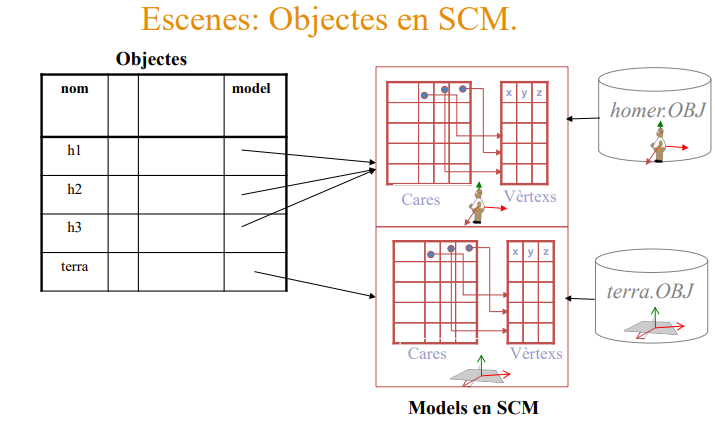 Escenes: Objectes en SCM.
Objectes
nom model
h1
h2
h3
terra
x y z
Cares Vèrtexs
homer.OBJ
x y z
Cares Vèrtexs
terra.OBJ
Models en SCM